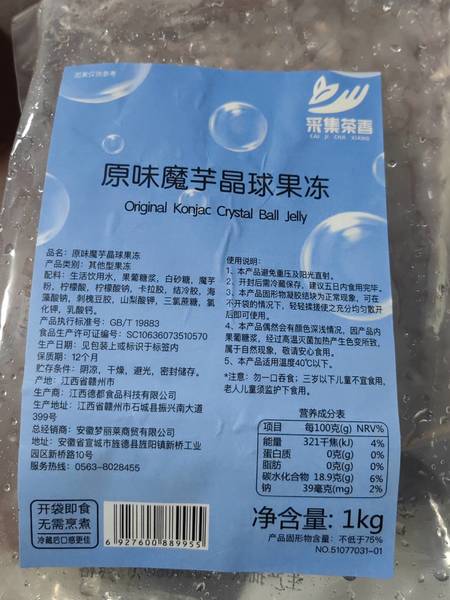 图案仅供参考
采集茶香
CAI JI CHA XIANG
原味魔芋晶球果冻
Original Konjac Crystal Ball Jelly
品名：原味魔芋晶球果冻
产品类别：其他型果冻
配料：生活饮用水，果葡糖浆，白砂糖，魔芋
粉，柠檬酸，柠檬酸钠，卡拉胶，结冷胶，海
藻酸钠，刺槐豆胶，山梨酸钾，三氯蔗糖，氯
化钾，乳酸钙。
产品执行标准号：GB/T 19883
食品生产许可证编号：SC10636073510570
生产日期：见包装上或标识于标签内
保质期：12个月
贮存条件：阴凉，干燥，避光，密封储存。
产地：江西省赣州市
生产商：江西德都食品科技有限公司
地址：江西省赣州市石城县振兴南大道
399号
总经销商：安徽梦丽莱商贸有限公司
地址：安徽省宣城市旌德县旌阳镇新桥工业
园区新桥路10号
服务热线：0563-8028455
使用说明：
1、本产品避免重压及阳光直射。
2、开封后需冷藏保存，建议五日内食用完毕。
3、本产品固形物凝胶结块为正常现象，可在
不开袋的情况下，轻轻揉搓使之充分均匀散开
后即可使用。
4、本产品偶然会有颜色深浅情况，因产品内
果葡糖浆，经过高温灭菌加热产生色变所致，
属于自然现象，敬请安心食用。
5、本产品适用温度40℃以下。
*注意：勿一口吞食；三岁以下儿童不宜食用，
老人儿童须监护下食用。
营养成分表
项目 每100克(g) NRV%
能量 321千焦(kJ) 4%
蛋白质 0克(g) 0%
脂肪 0克(g) 0%
碳水化合物 18.9克(g) 6%
钠 39毫克(mg) 2%
开袋即食
无需烹煮
冷藏后口感更佳
6 927600 889955
净含量：1kg
产品固形物含量：不低于75%
NO.51077031-01